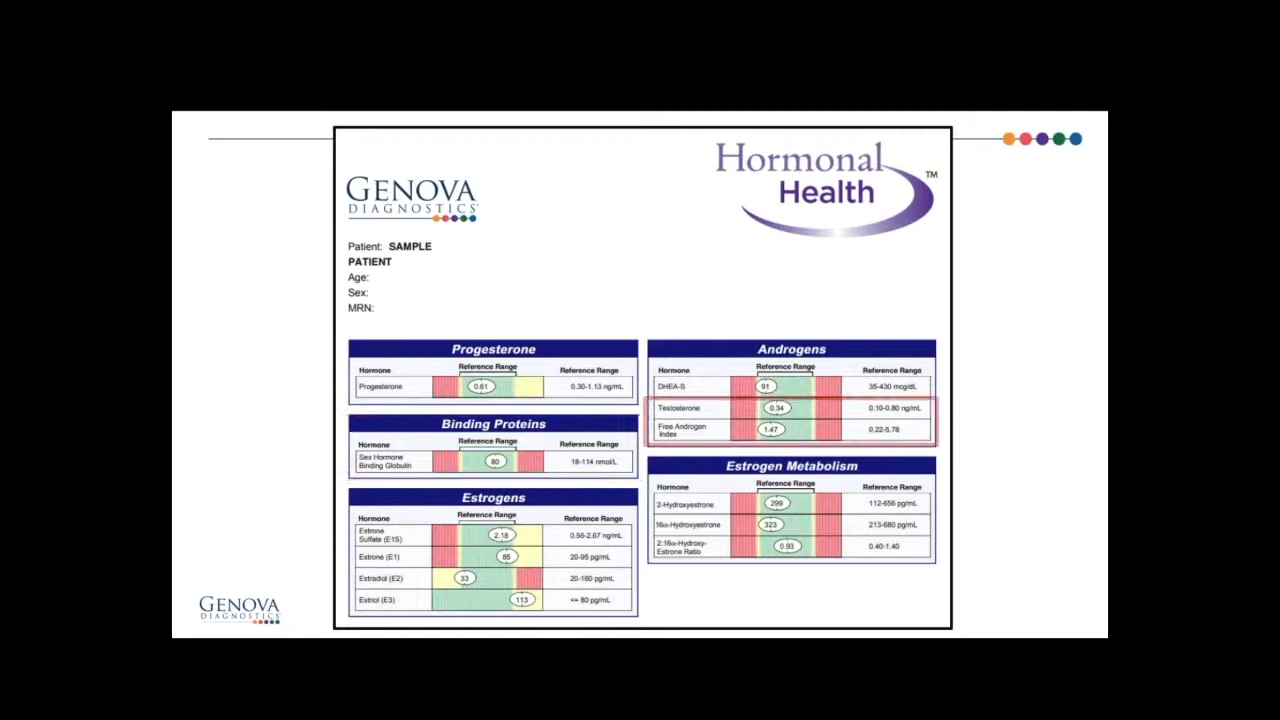 Hormonal
Health
TM
GENOVA
DIAGNOSTICS
Patient: SAMPLE
PATIENT
Age:
Sex:
MRN:
Progesterone
Hormone Reference Range Reference Range
Progesterone 0.61 0.30-1.13 ng/mL
Binding Proteins
Hormone Reference Range Reference Range
Sex Hormone
Binding Globulin 80 18-114 nmol/L
Estrogens
Hormone Reference Range Reference Range
Estrone
Sulfate (E1S) 2.18 0.56-2.67 ng/mL
Estrone (E1) 85 20-95 pg/mL
Estradiol (E2) 33 20-160 pg/mL
Estriol (E3) 113 <= 80 pg/mL
Androgens
Hormone Reference Range Reference Range
DHEA-S 91 35-430 mcg/dL
Testosterone 0.34 0.10-0.80 ng/mL
Free Androgen
Index 1.47 0.22-5.78
Estrogen Metabolism
Hormone Reference Range Reference Range
2-Hydroxyestrone 299 112-656 pg/mL
16α-Hydroxyestrone 323 213-680 pg/mL
2:16α-Hydroxy-
Estrone Ratio 0.93 0.40-1.40
GENOVA
DIAGNOSTICS